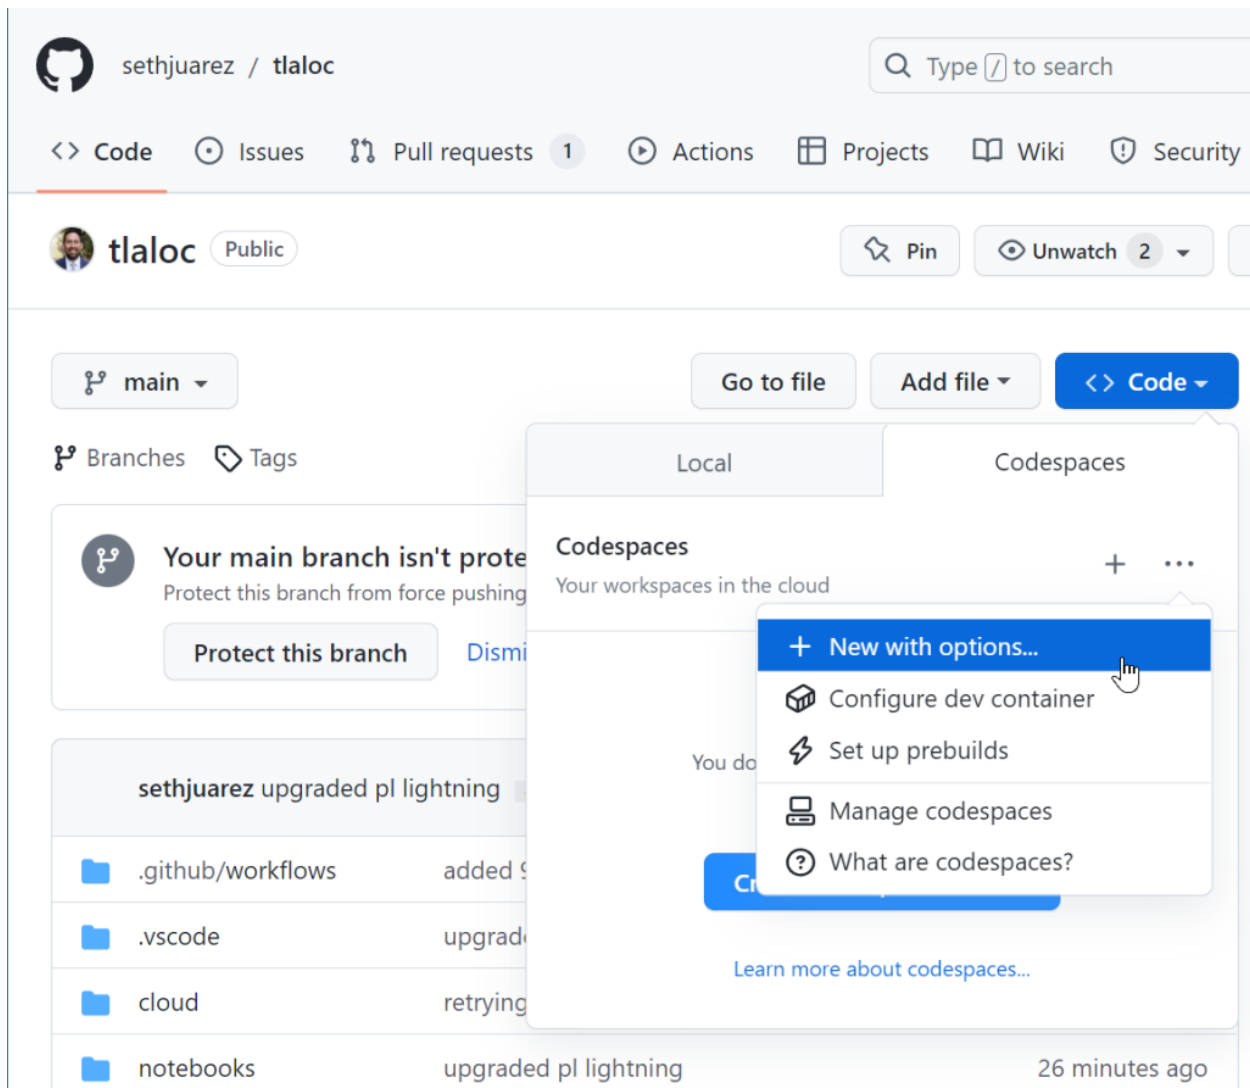 sethjuarez / tlaloc
Type / to search
Code Issues Pull requests 1 Actions Projects Wiki Security
tlaloc Public
Pin Unwatch 2
main
Go to file Add file Code
Branches Tags
Local Codespaces
Your main branch isn't
Protect this branch from force pushing
Protect this branch
Codespaces
Your workspaces in the cloud
New with options...
Configure dev container
Set up prebuilds
Manage codespaces
What are codespaces?
You
Learn more about codespaces...
sethjuarez upgraded pl lightning
.github/workflows added
.vscode
cloud retrying
notebooks upgraded pl lightning 26 minutes ago